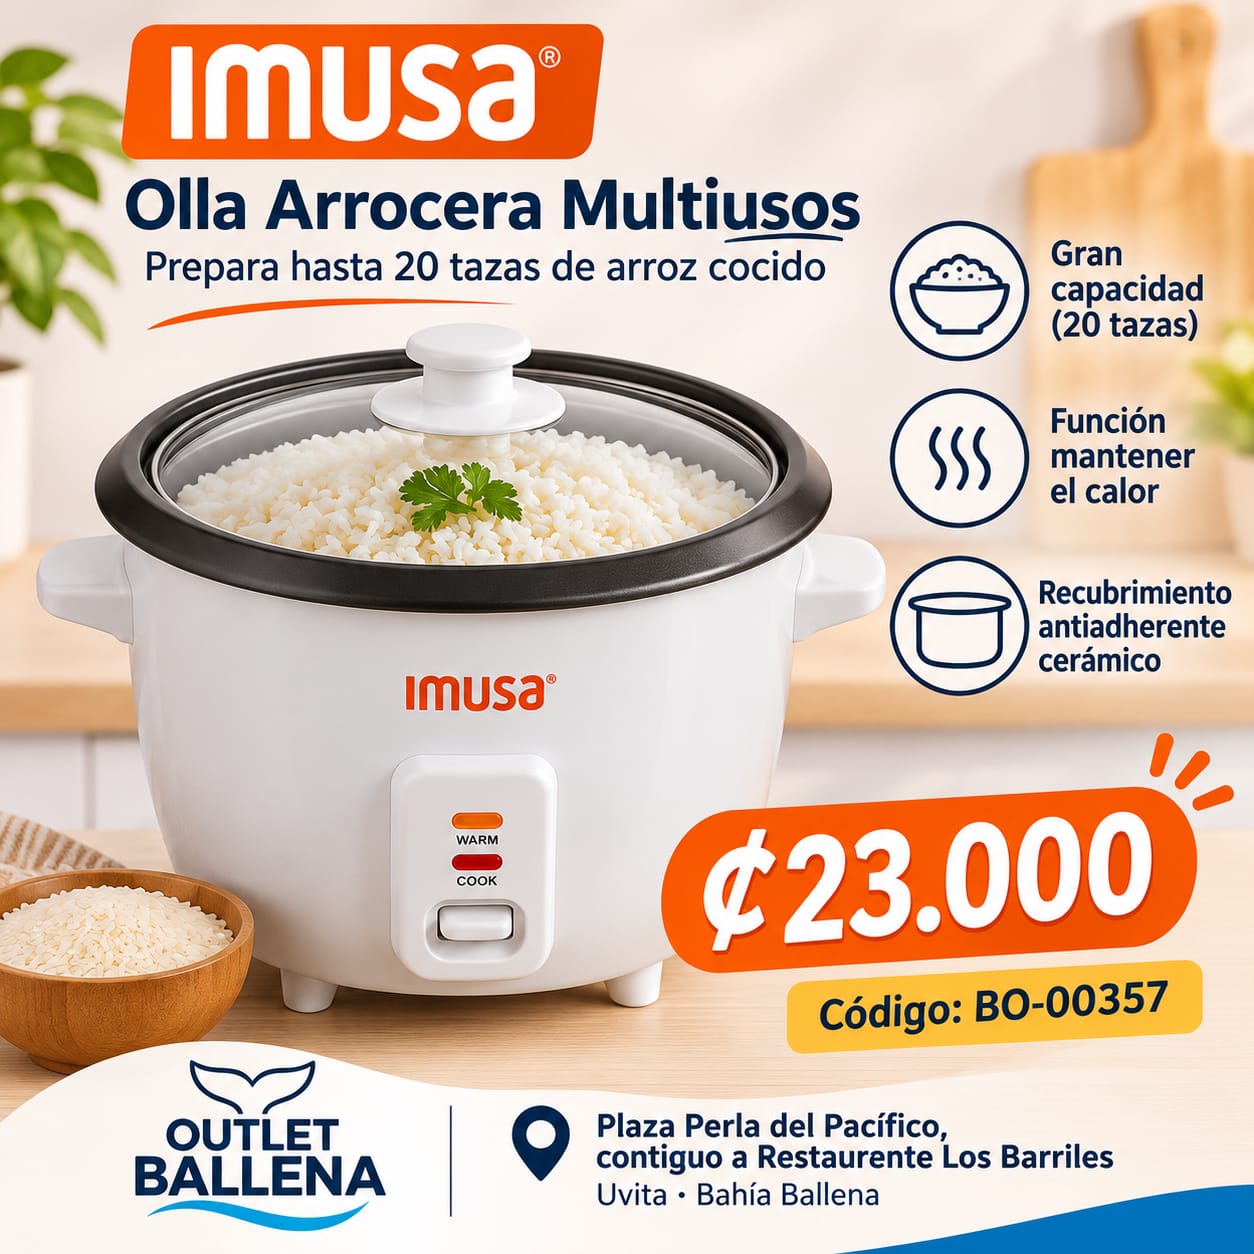 IMUSA®
Olla Arrocera Multiusos
Prepara hasta 20 tazas de arroz cocido
Gran
capacidad
(20 tazas)
Función
mantener
el calor
Recubrimiento
antiadherente
cerámico
IMUSA®
WARM
COOK
₡23.000
Código: BO-00357
OUTLET
BALLENA
Plaza Perla del Pacífico,
contiguo a Restaurente Los Barriles
Uvita • Bahía Ballena